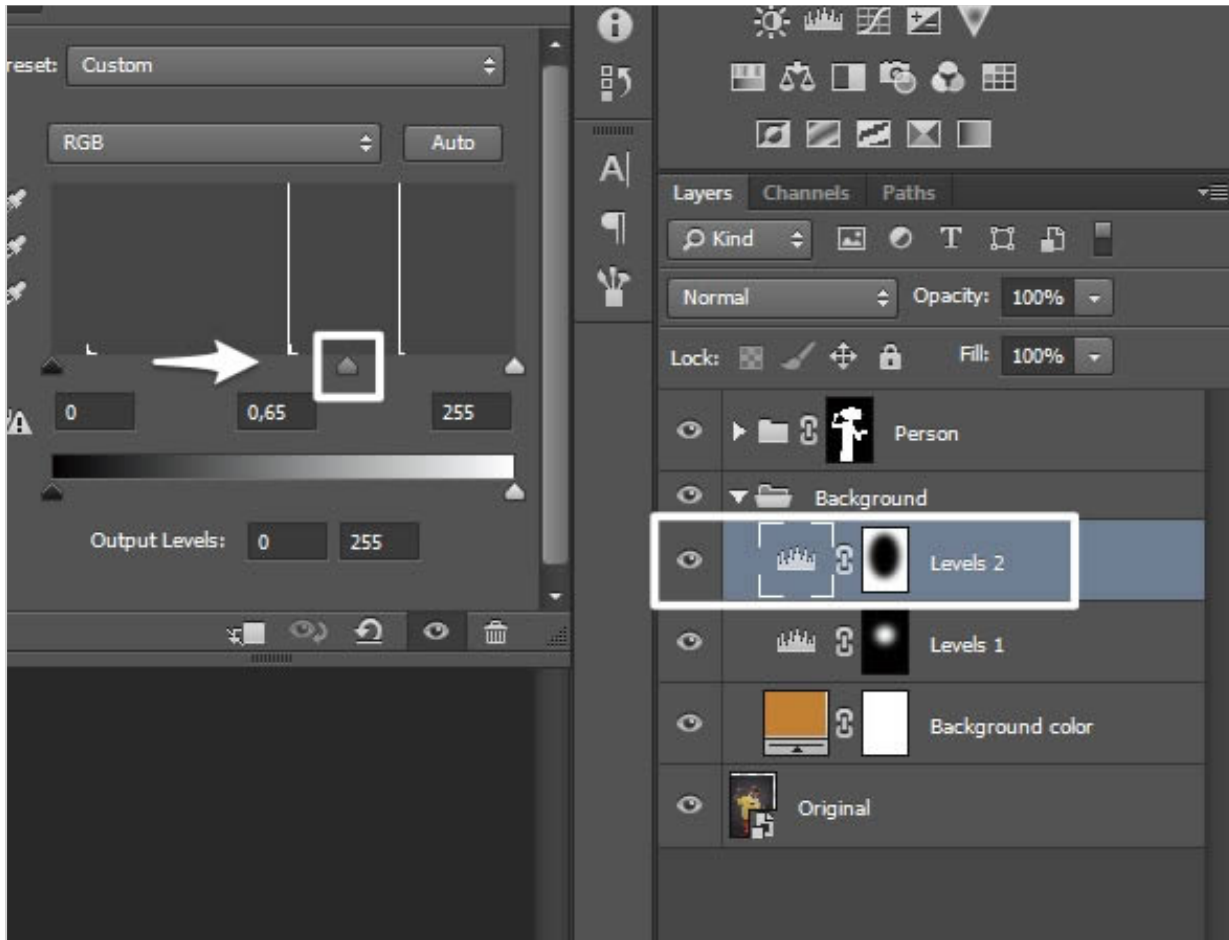 reset: Custom
RGB Auto
0 0,65 255
Output Levels: 0 255
A
Layers Channels Paths
Kind T
Normal Opacity: 100%
Lock: Fill: 100%
Person
Background
Levels 2
Levels 1
Background color
Original